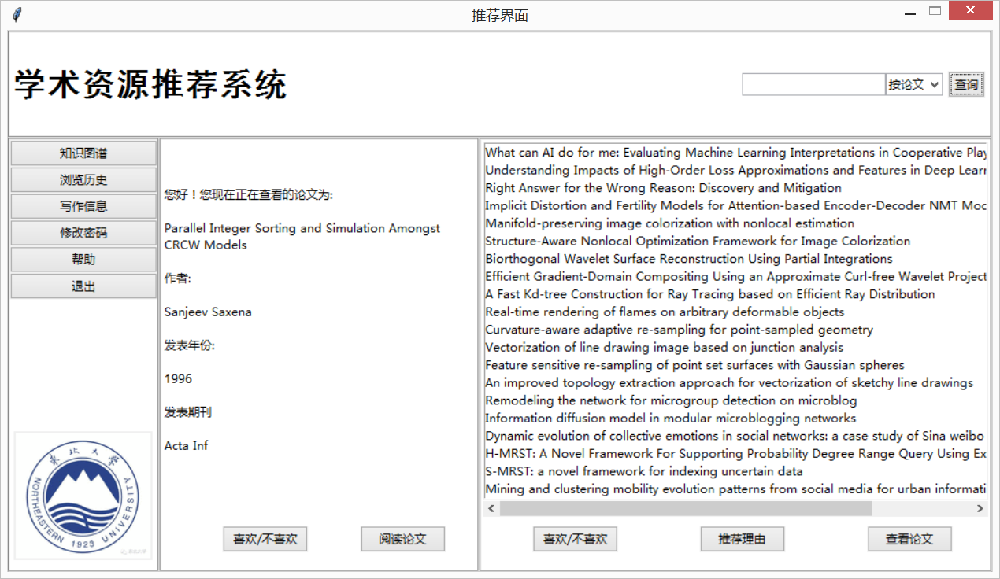 推荐界面
学术资源推荐系统
按论文
查询
知识图谱
浏览历史
写作信息
修改密码
帮助
退出
您好！您现在正在查看的论文为:
Parallel Integer Sorting and Simulation Amongst
CRCW Models
作者:
Sanjeev Saxena
发表年份:
1996
发表期刊
Acta Inf
喜欢/不喜欢
阅读论文
What can AI do for me: Evaluating Machine Learning Interpretations in Cooperative Play
Understanding Impacts of High-Order Loss Approximations and Features in Deep Learn
Right Answer for the Wrong Reason: Discovery and Mitigation
Implicit Distortion and Fertility Models for Attention-based Encoder-Decoder NMT Moc
Manifold-preserving image colorization with nonlocal estimation
Structure-Aware Nonlocal Optimization Framework for Image Colorization
Biorthogonal Wavelet Surface Reconstruction Using Partial Integrations
Efficient Gradient-Domain Compositing Using an Approximate Curl-free Wavelet Project
A Fast Kd-tree Construction for Ray Tracing based on Efficient Ray Distribution
Real-time rendering of flames on arbitrary deformable objects
Curvature-aware adaptive re-sampling for point-sampled geometry
Vectorization of line drawing image based on junction analysis
Feature sensitive re-sampling of point set surfaces with Gaussian spheres
An improved topology extraction approach for vectorization of sketchy line drawings
Remodeling the network for microgroup detection on microblog
Information diffusion model in modular microblogging networks
Dynamic evolution of collective emotions in social networks: a case study of Sina weibo
H-MRST: A Novel Framework For Supporting Probability Degree Range Query Using Ex
S-MRST: a novel framework for indexing uncertain data
Mining and clustering mobility evolution patterns from social media for urban informati
喜欢/不喜欢
推荐理由
查看论文
东北大学
NORTHEASTERN 1923 UNIVERSITY